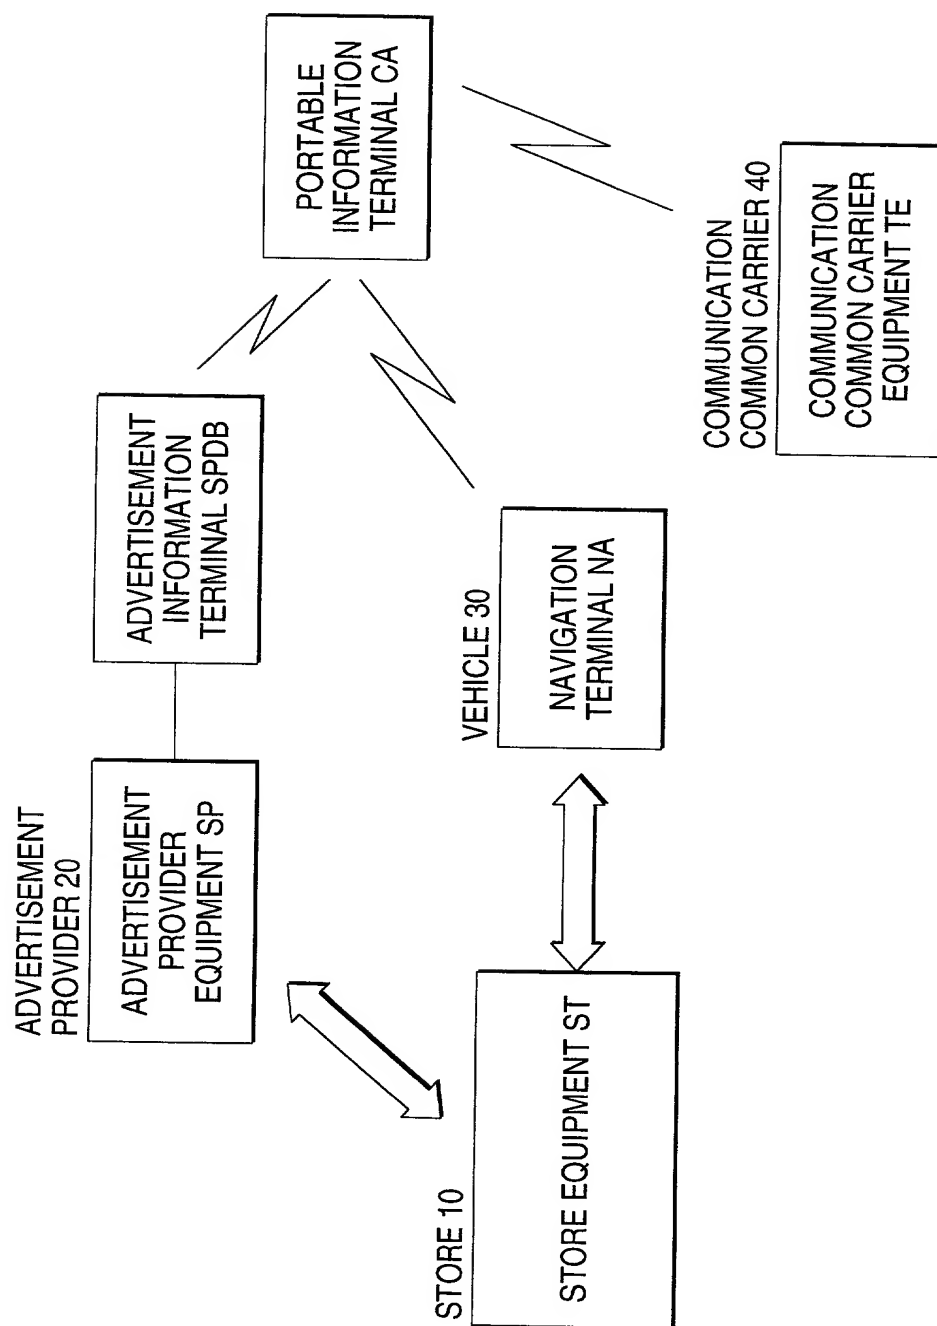 ADVERTISEMENT
PROVIDER 20
ADVERTISEMENT
PROVIDER
EQUIPMENT SP
ADVERTISEMENT
INFORMATION
TERMINAL SPDB
PORTABLE
INFORMATION
TERMINAL CA
STORE 10
STORE EQUIPMENT ST
VEHICLE 30
NAVIGATION
TERMINAL NA
COMMUNICATION
COMMON CARRIER 40
COMMUNICATION
COMMON CARRIER
EQUIPMENT TE